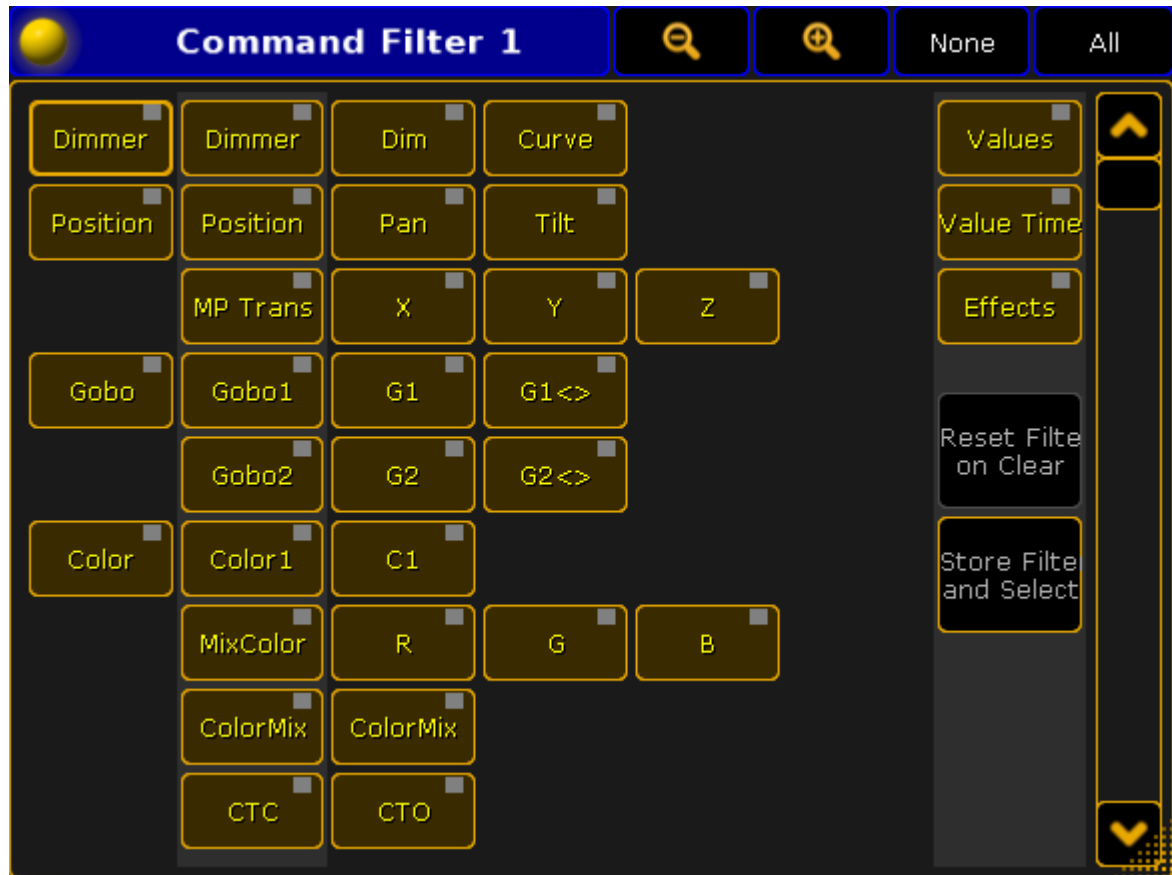 Command Filter 1 None All
Dimmer Dimmer Dim Curve Values
Position Position Pan Tilt Value Time
MP Trans X Y Z Effects
Gobo Gobo1 G1 G1<>
Reset Filte
on Clear
Gobo2 G2 G2<>
Color Color1 C1
Store Filte
and Select
MixColor R G B
ColorMix ColorMix
CTC CTO